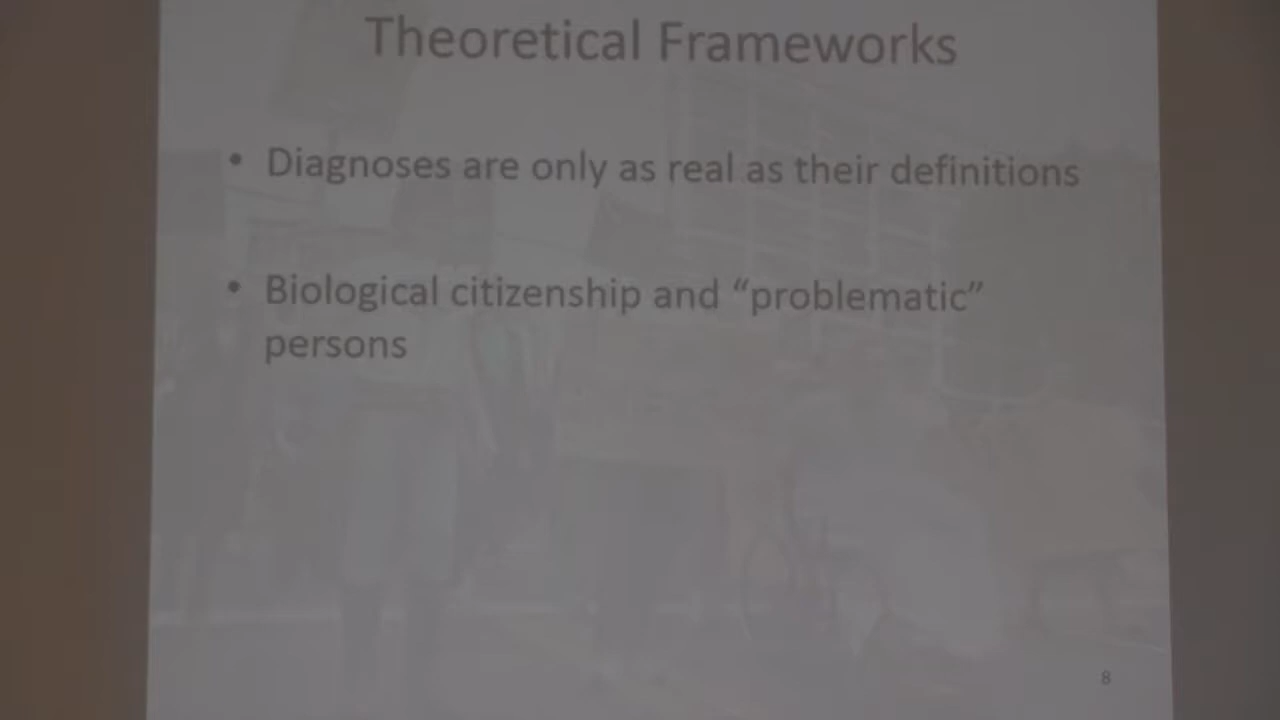 Theoretical Frameworks
• Diagnoses are only as real as their definitions
• Biological citizenship and “problematic”
persons
8